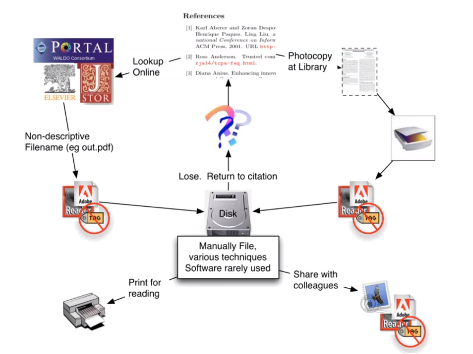 References
[1] Karl Aberer and Zoran Despo
Henrique Paques, Ling Liu, a
national Conference on Inform
ACM Press, 2001. URL http:
[2] Ross Anderson. Trusted com
rja14/tcpa-faq.html.
[3] Diana Anius. Enhancing innov
PORTAL
WALDO Consortium
ELSEVIER
J
STOR
Lookup
Online
Photocopy
at Library
Non-descriptive
Filename (eg out.pdf)
Lose. Return to citation
Adobe
Reader
TAG
Disk
Adobe
Reader
TAG
Manually File,
various techniques
Software rarely used
Print for
reading
Share with
colleagues
Adobe
Reader
TAG